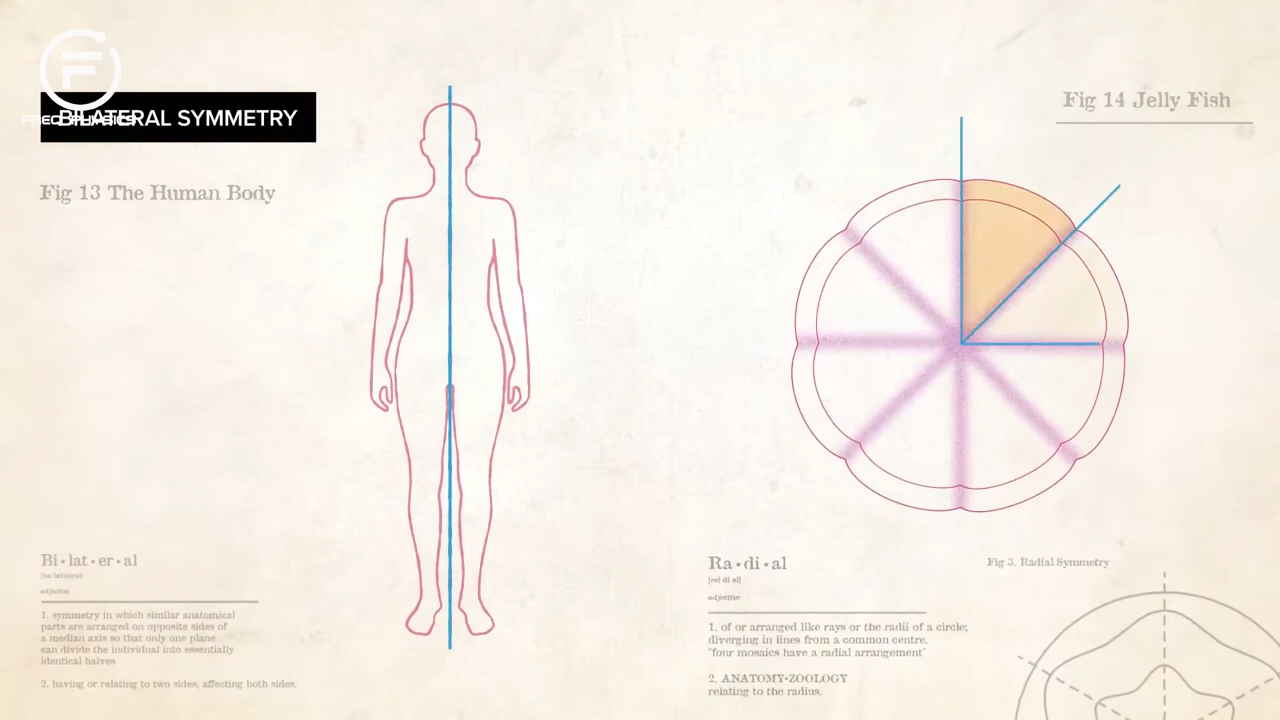 BILATERAL SYMMETRY
Fig 13 The Human Body
Bi•lat•er•al
adjective
1. symmetry in which similar anatomical
parts are arranged on opposite sides of
a median axis so that only one plane
can divide the individual into essentially
identical halves
2. having or relating to two sides; affecting both sides.
Fig 14 Jelly Fish
Ra•di•al
[rei di el]
adjective
1. of or arranged like rays or the radii of a circle;
diverging in lines from a common centre.
"four mosaics have a radial arrangement"
2. ANATOMY•ZOOLOGY
relating to the radius.
Fig 3. Radial Symmetry